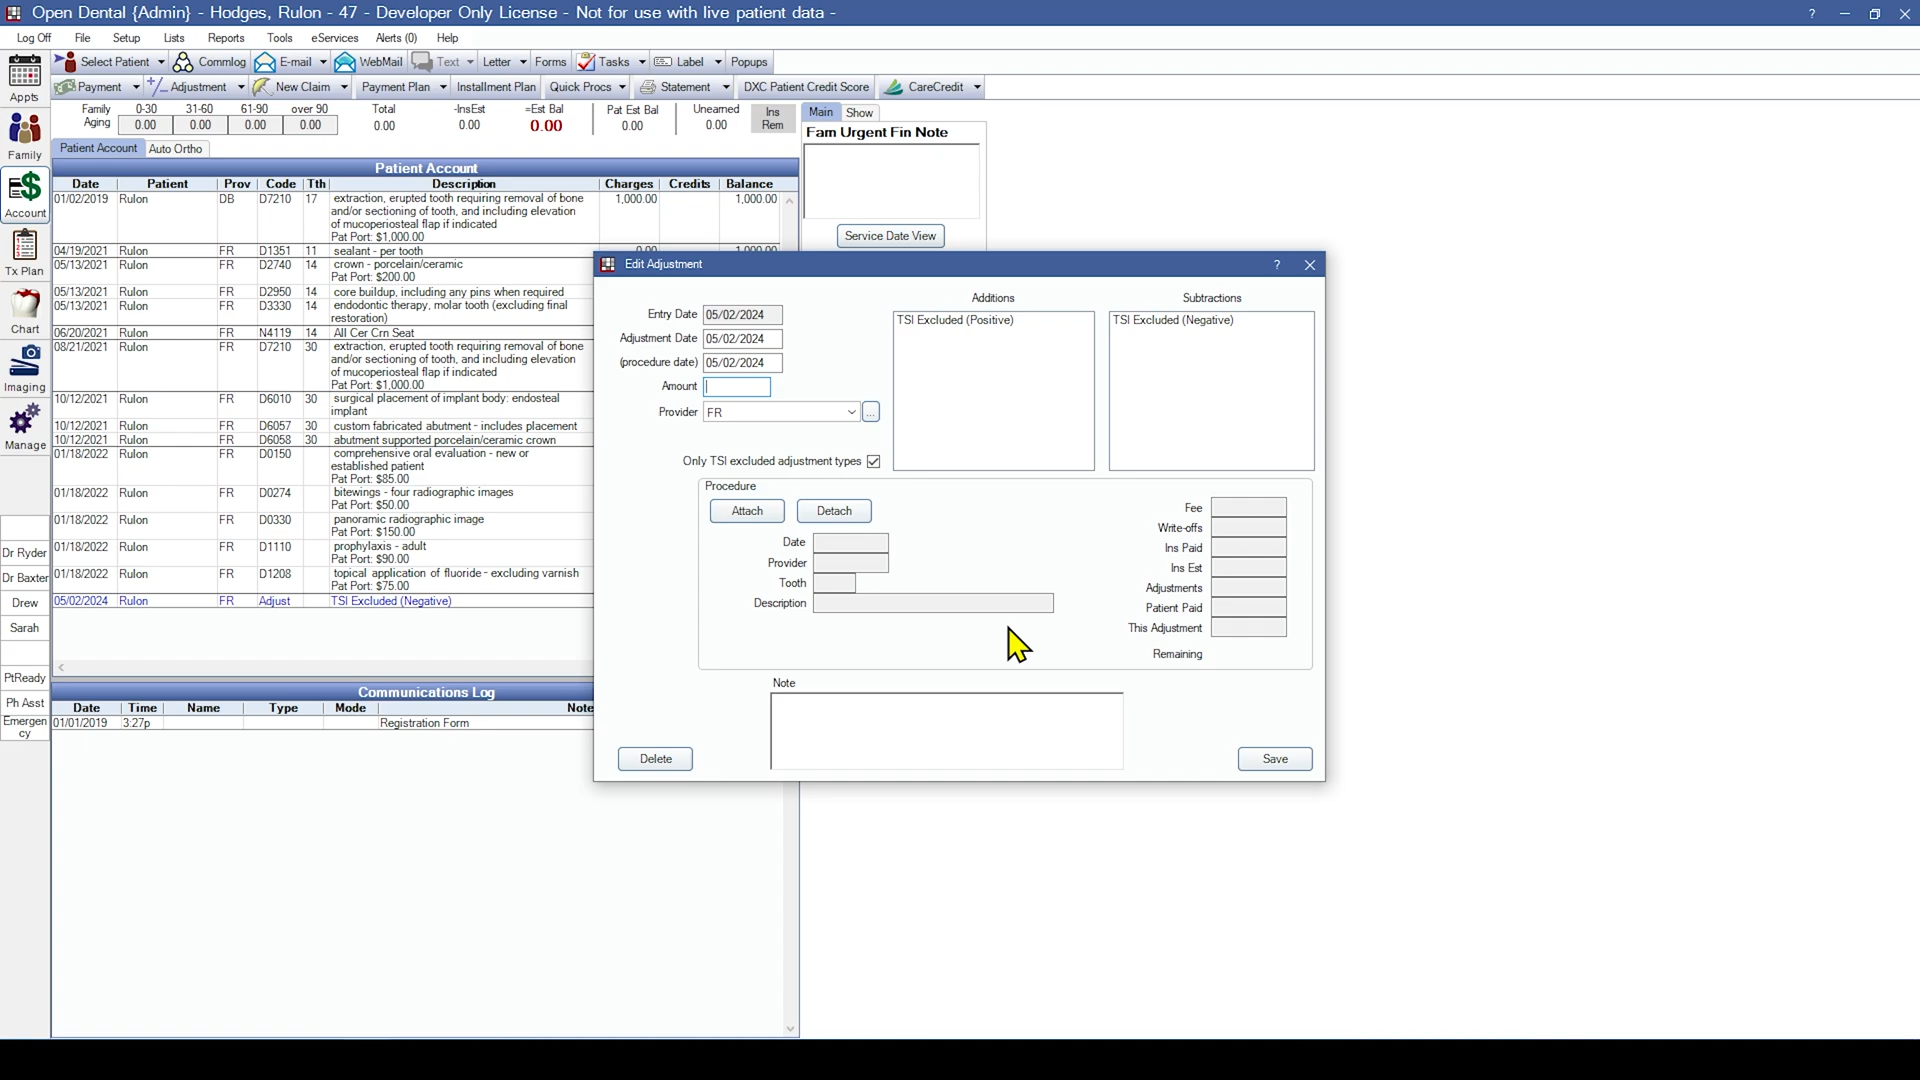 Open Dental {Admin} - Hodges, Rulon - 47 - Developer Only License - Not for use with live patient data -
Log Off File Setup Lists Reports Tools eServices Alerts (0) Help
Select Patient Commlog E-mail WebMail Text Letter Forms Tasks Label Popups
Payment Adjustment New Claim Payment Plan Installment Plan Quick Procs Statement DXC Patient Credit Score CareCredit
Appts
Family
Account
Tx Plan
Chart
Imaging
Manage
Dr Ryder
Dr Baxter
Drew
Sarah
PtReady
Ph Asst
Emergen
cy
Family 0-30 31-60 61-90 over 90 Total -InsEst =Est Bal Pat Est Bal Unearned Ins
Aging 0.00 0.00 0.00 0.00 0.00 0.00 0.00 0.00 0.00 Rem
Main Show
Fam Urgent Fin Note
Service Date View
Patient Account Auto Ortho
Patient Account
Date Patient Prov Code Tth Description Charges Credits Balance
01/02/2019 Rulon DB D7210 17 extraction, erupted tooth requiring removal of bone 1,000.00 1,000.00
and/or sectioning of tooth, and including elevation
of mucoperiosteal flap if indicated
Pat Port: $1,000.00
04/19/2021 Rulon FR D1351 11 sealant - per tooth 0.00 1,000.00
05/13/2021 Rulon FR D2740 14 crown - porcelain/ceramic
Pat Port: $200.00
05/13/2021 Rulon FR D2950 14 core buildup, including any pins when required
05/13/2021 Rulon FR D3330 14 endodontic therapy, molar tooth (excluding final
restoration)
06/20/2021 Rulon FR N4119 14 All Cer Crn Seat
08/21/2021 Rulon FR D7210 30 extraction, erupted tooth requiring removal of bone
and/or sectioning of tooth, and including elevation
of mucoperiosteal flap if indicated
Pat Port: $1,000.00
10/12/2021 Rulon FR D6010 30 surgical placement of implant body: endosteal
implant
10/12/2021 Rulon FR D6057 30 custom fabricated abutment - includes placement
10/12/2021 Rulon FR D6058 30 abutment supported porcelain/ceramic crown
01/18/2022 Rulon FR D0150 comprehensive oral evaluation - new or
established patient
Pat Port: $85.00
01/18/2022 Rulon FR D0274 bitewings - four radiographic images
Pat Port: $50.00
01/18/2022 Rulon FR D0330 panoramic radiographic image
Pat Port: $150.00
01/18/2022 Rulon FR D1110 prophylaxis - adult
Pat Port: $90.00
01/18/2022 Rulon FR D1208 topical application of fluoride - excluding varnish
Pat Port: $75.00
05/02/2024 Rulon FR Adjust TSI Excluded (Negative)
Communications Log
Date Time Name Type Mode Note
01/01/2019 3:27p Registration Form
Edit Adjustment
Entry Date 05/02/2024
Adjustment Date 05/02/2024
(procedure date) 05/02/2024
Amount
Provider FR ...
Only TSI excluded adjustment types
Additions
TSI Excluded (Positive)
Subtractions
TSI Excluded (Negative)
Procedure
Attach Detach
Date
Provider
Tooth
Description
Fee
Write-offs
Ins Paid
Ins Est
Adjustments
Patient Paid
This Adjustment
Remaining
Note
Delete Save